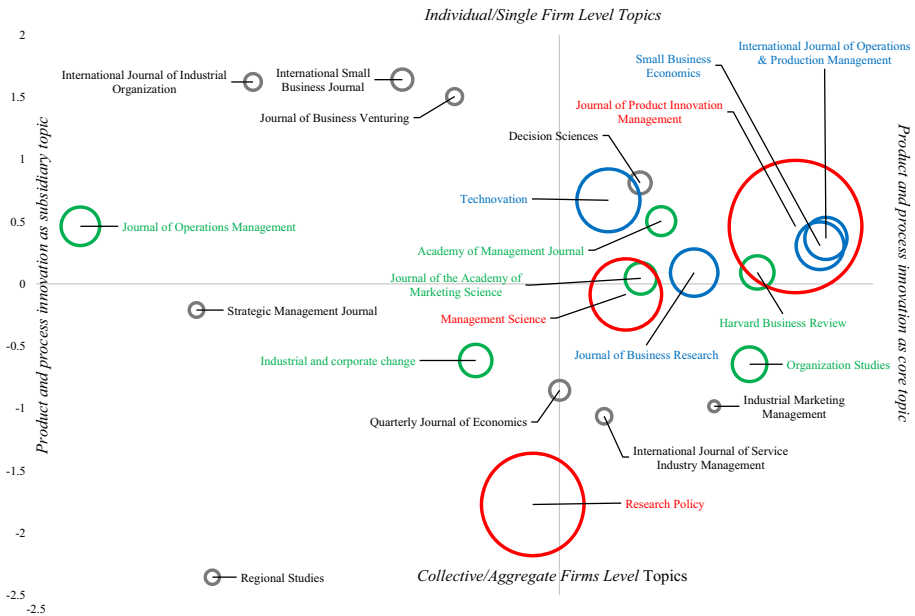 Individual/Single Firm Level Topics
2
International Journal of Industrial
Organization
International Small
Business Journal
Small Business
Economics
International Journal of Operations
& Production Management
1.5
Journal of Business Venturing
Journal of Product Innovation
Management
Product and process innovation as subsidiary topic
Product and process innovation as core topic
Decision Sciences
1
Technovation
0.5
Journal of Operations Management
Academy of Management Journal
Journal of the Academy of
Marketing Science
0
Strategic Management Journal
Management Science
Harvard Business Review
-0.5
Industrial and corporate change
Journal of Business Research
Organization Studies
-1
Quarterly Journal of Economics
Industrial Marketing
Management
International Journal of Service
Industry Management
-1.5
Research Policy
-2
Regional Studies
Collective/Aggregate Firms Level Topics
-2.5
-2.5